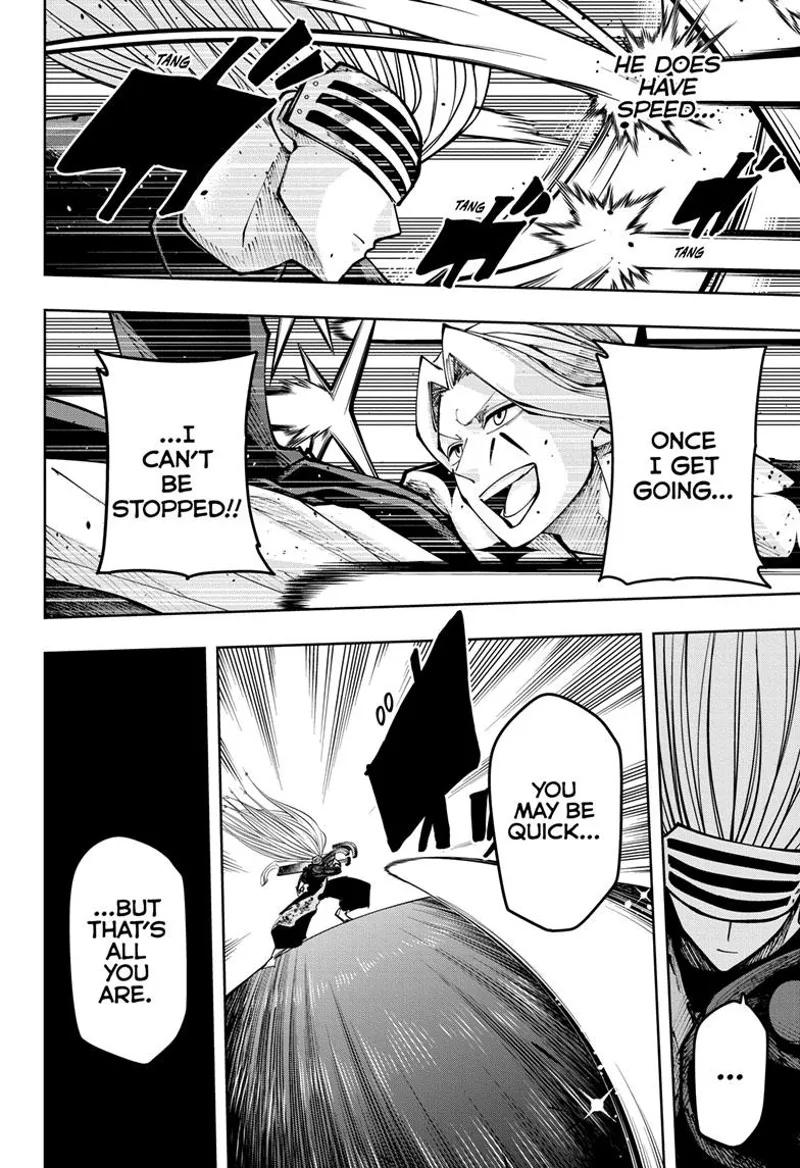 HE DOES
HAVE
SPEED...
TANG
TANG
TANG
ONCE
I GET
GOING...
...I
CAN'T
BE
STOPPED!!
...
YOU
MAY BE
QUICK...
OO
...BUT
THAT'S
ALL
YOU
ARE.